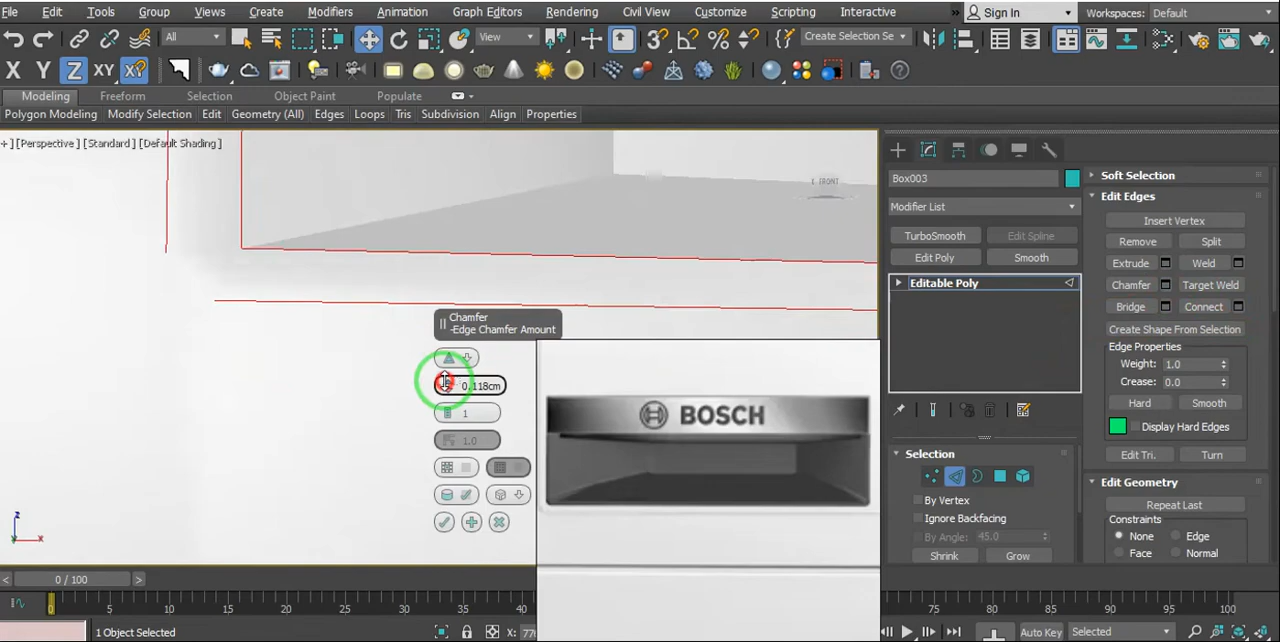 File Edit Tools Group Views Create Modifiers Animation Graph Editors Rendering Civil View Customize Scripting Interactive » Sign In Workspaces: Default
All View Create Selection Se
X Y Z XY XY
Modeling Freeform Selection Object Paint Populate
Polygon Modeling Modify Selection Edit Geometry (All) Edges Loops Tris Subdivision Align Properties
+ ] [Perspective ] [Standard ] [Default Shading ]
FRONT
Box003
Modifier List
TurboSmooth Edit Spline
Edit Poly Smooth
Editable Poly
Soft Selection
Edit Edges
Insert Vertex
Remove Split
Extrude Weld
Chamfer Target Weld
Bridge Connect
Create Shape From Selection
Edge Properties
Weight: 1.0
Crease: 0.0
Hard Smooth
Display Hard Edges
Edit Tri. Turn
Selection
By Vertex
Ignore Backfacing
By Angle: 45.0
Shrink Grow
Edit Geometry
Repeat Last
Constraints
None Edge
Face Normal
Chamfer
-Edge Chamfer Amount
0.118cm
1
1.0
BOSCH
z
x
< 0 / 100 >
0 5 10 15 20 25 30 35 40 75 80 85 90 95 100
1 Object Selected X: Auto Key Selected